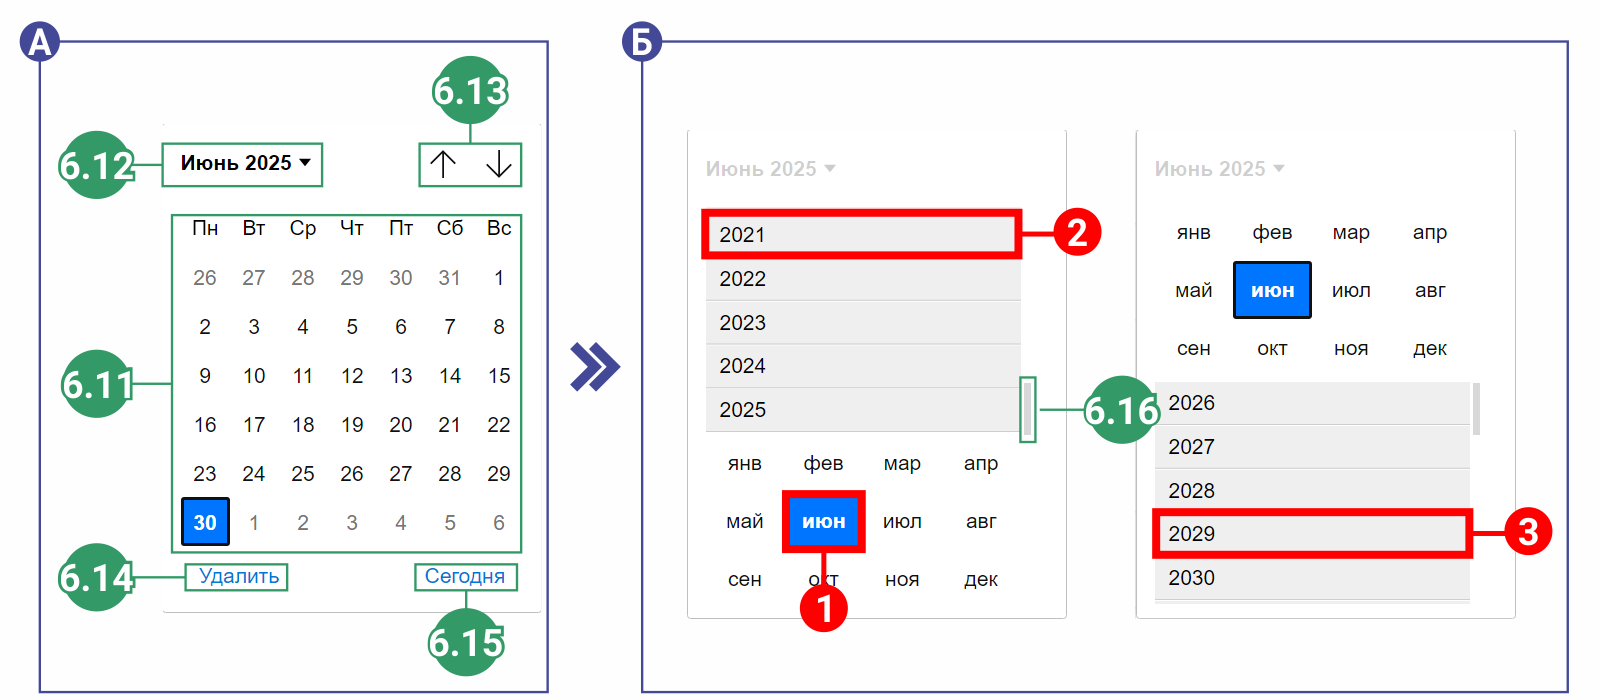 А
6.13
6.12
Июнь 2025
Пн Вт Ср Чт Пт Сб Вс
26 27 28 29 30 31 1
2 3 4 5 6 7 8
6.11
9 10 11 12 13 14 15
16 17 18 19 20 21 22
23 24 25 26 27 28 29
30 1 2 3 4 5 6
6.14
Удалить Сегодня
6.15
Б
Июнь 2025
2021
2
2022
2023
2024
2025
6.16
янв фев мар апр
май июн июл авг
сен окт ноя дек
1
Июнь 2025
янв фев мар апр
май июн июл авг
сен окт ноя дек
2026
2027
2028
2029
3
2030